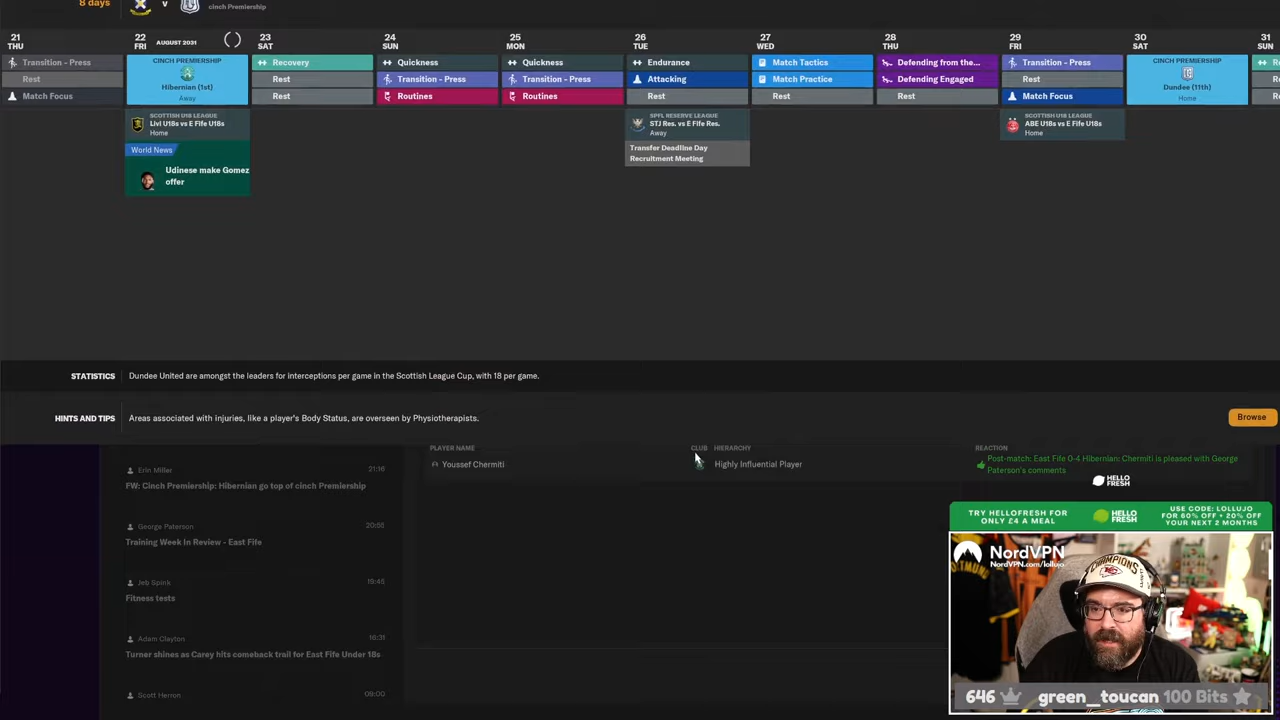 8 days
v
cinch Premiership
21
THU
22
FRI
AUGUST 2031
23
SAT
24
SUN
25
MON
26
TUE
27
WED
28
THU
29
FRI
30
SAT
31
SUN
Transition - Press
Rest
Match Focus
CINCH PREMIERSHIP
Hibernian (1st)
Away
Recovery
Rest
Rest
Quickness
Transition - Press
Routines
Quickness
Transition - Press
Routines
Endurance
Attacking
Rest
Match Tactics
Match Practice
Rest
Defending from the...
Defending Engaged
Rest
Transition - Press
Rest
Match Focus
CINCH PREMIERSHIP
Dundee (11th)
Home
SCOTTISH U18 LEAGUE
Livi U18s vs E Fife U18s
Home
World News
Udinese make Gomez
offer
SPFL RESERVE LEAGUE
STJ Res. vs E Fife Res.
Away
Transfer Deadline Day
Recruitment Meeting
SCOTTISH U18 LEAGUE
ABE U18s vs E Fife U18s
Home
STATISTICS
Dundee United are amongst the leaders for interceptions per game in the Scottish League Cup, with 18 per game.
HINTS AND TIPS
Areas associated with injuries, like a player's Body Status, are overseen by Physiotherapists.
Browse
PLAYER NAME
CLUB
HIERARCHY
REACTION
Youssef Chermiti
Highly Influential Player
Post-match: East Fife 0-4 Hibernian: Chermiti is pleased with George
Paterson's comments
Erin Miller
21:16
FW: Cinch Premiership: Hibernian go top of cinch Premiership
George Paterson
20:55
Training Week In Review - East Fife
Jeb Spink
19:45
Fitness tests
Adam Clayton
16:31
Turner shines as Carey hits comeback trail for East Fife Under 18s
Scott Herron
08:00
HELLO
FRESH
TRY HELLOFRESH FOR
ONLY £4 A MEAL
HELLO
FRESH
USE CODE: LOLLUJO
FOR 60% OFF + 20% OFF
YOUR NEXT 2 MONTHS
NordVPN
NordVPN.com/lollujo
CHAMPIONS
646
green_toucan 100 Bits